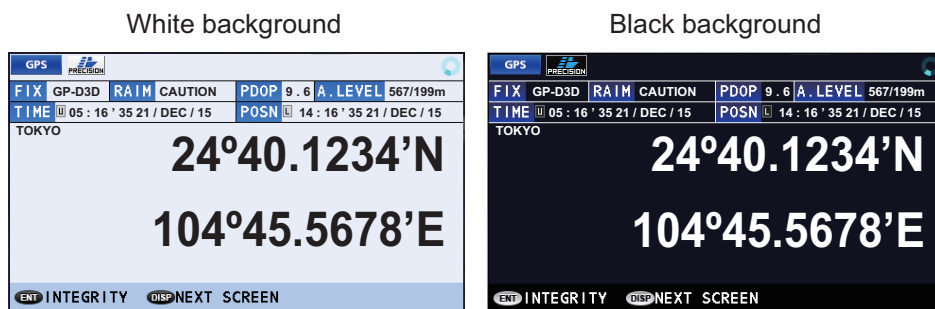 White background
GPS PRECISION
FIX GP-D3D RAIM CAUTION PDOP 9.6 A.LEVEL 567/199m
TIME U 05 : 16 ' 35 21 / DEC / 15 POSN L 14 : 16 ' 35 21 / DEC / 15
TOKYO
24º40.1234’N
104º45.5678’E
ENT INTEGRITY DISP NEXT SCREEN
Black background
GPS PRECISION
FIX GP-D3D RAIM CAUTION PDOP 9.6 A.LEVEL 567/199m
TIME U 05 : 16 ' 35 21 / DEC / 15 POSN L 14 : 16 ' 35 21 / DEC / 15
TOKYO
24º40.1234’N
104º45.5678’E
ENT INTEGRITY DISP NEXT SCREEN